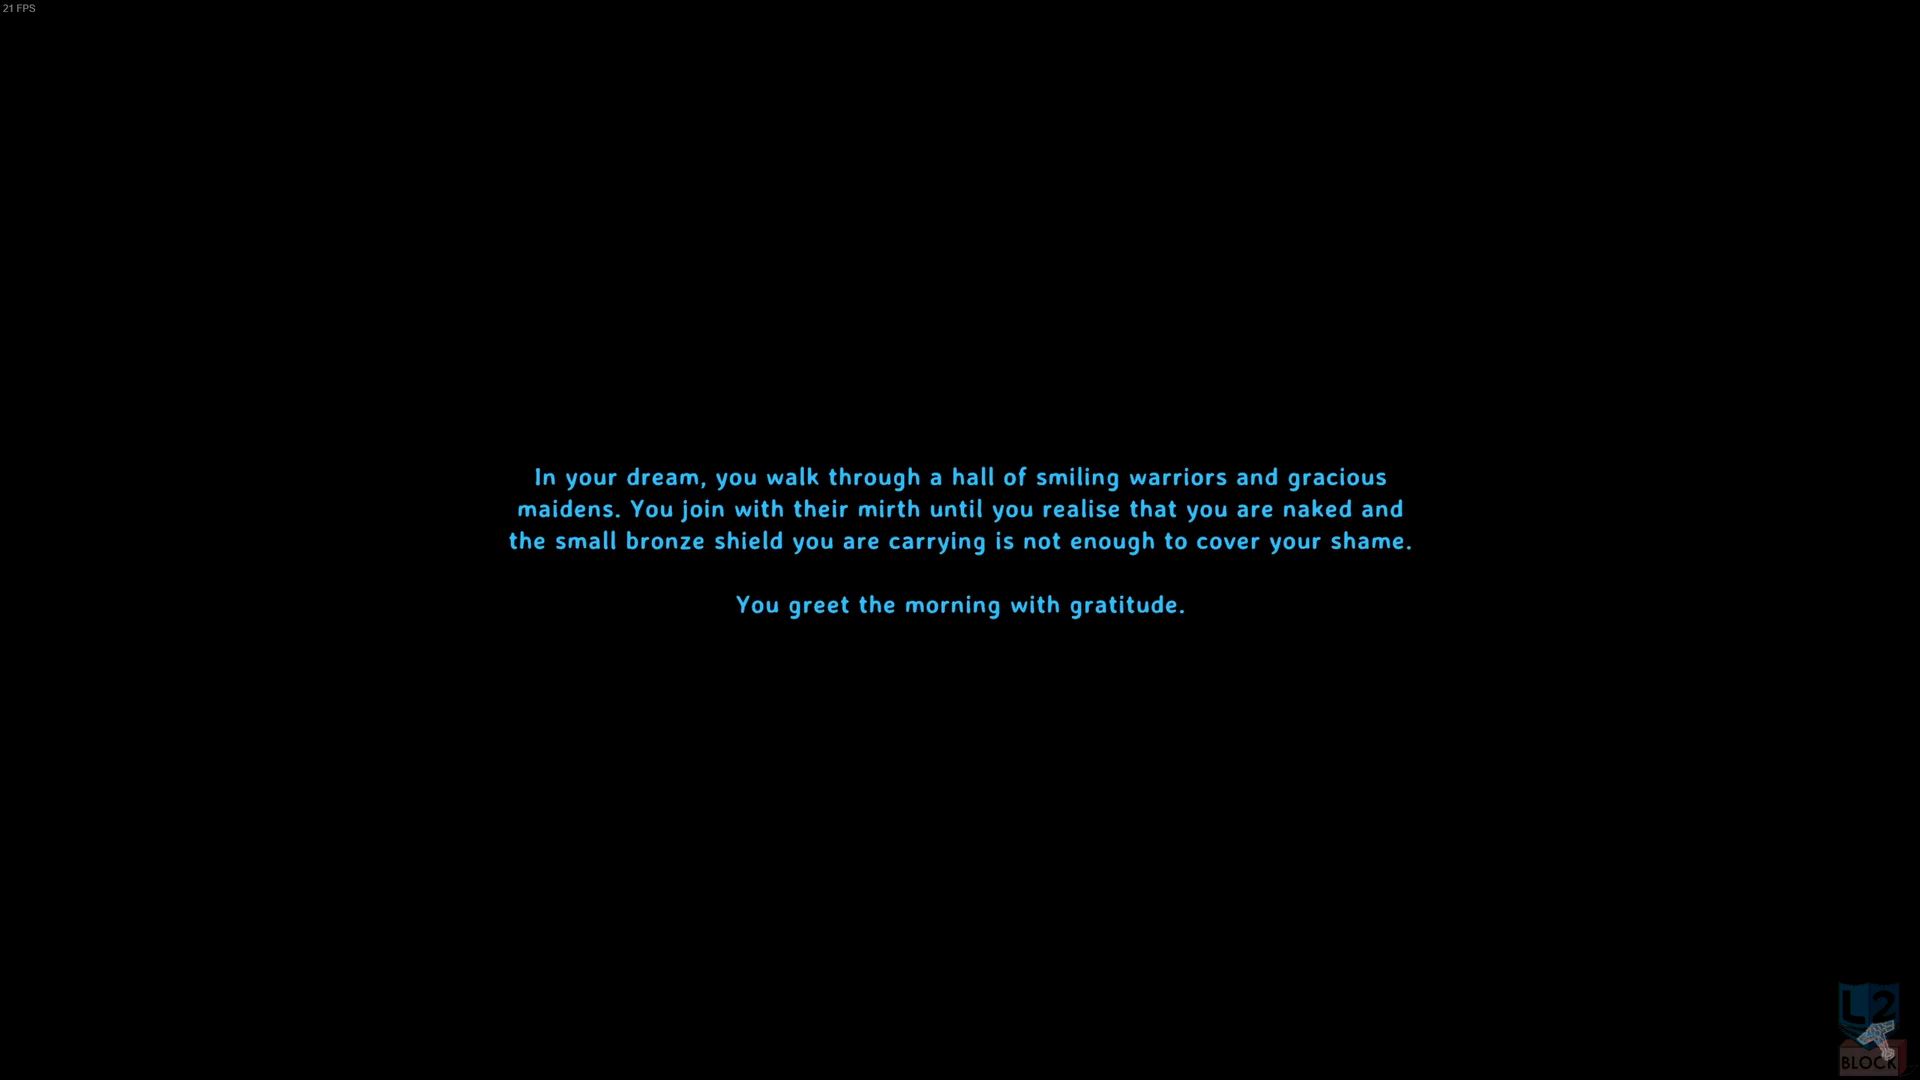 21 FPS
In your dream, you walk through a hall of smiling warriors and gracious
maidens. You join with their mirth until you realise that you are naked and
the small bronze shield you are carrying is not enough to cover your shame.
You greet the morning with gratitude.
L2
BLOCK